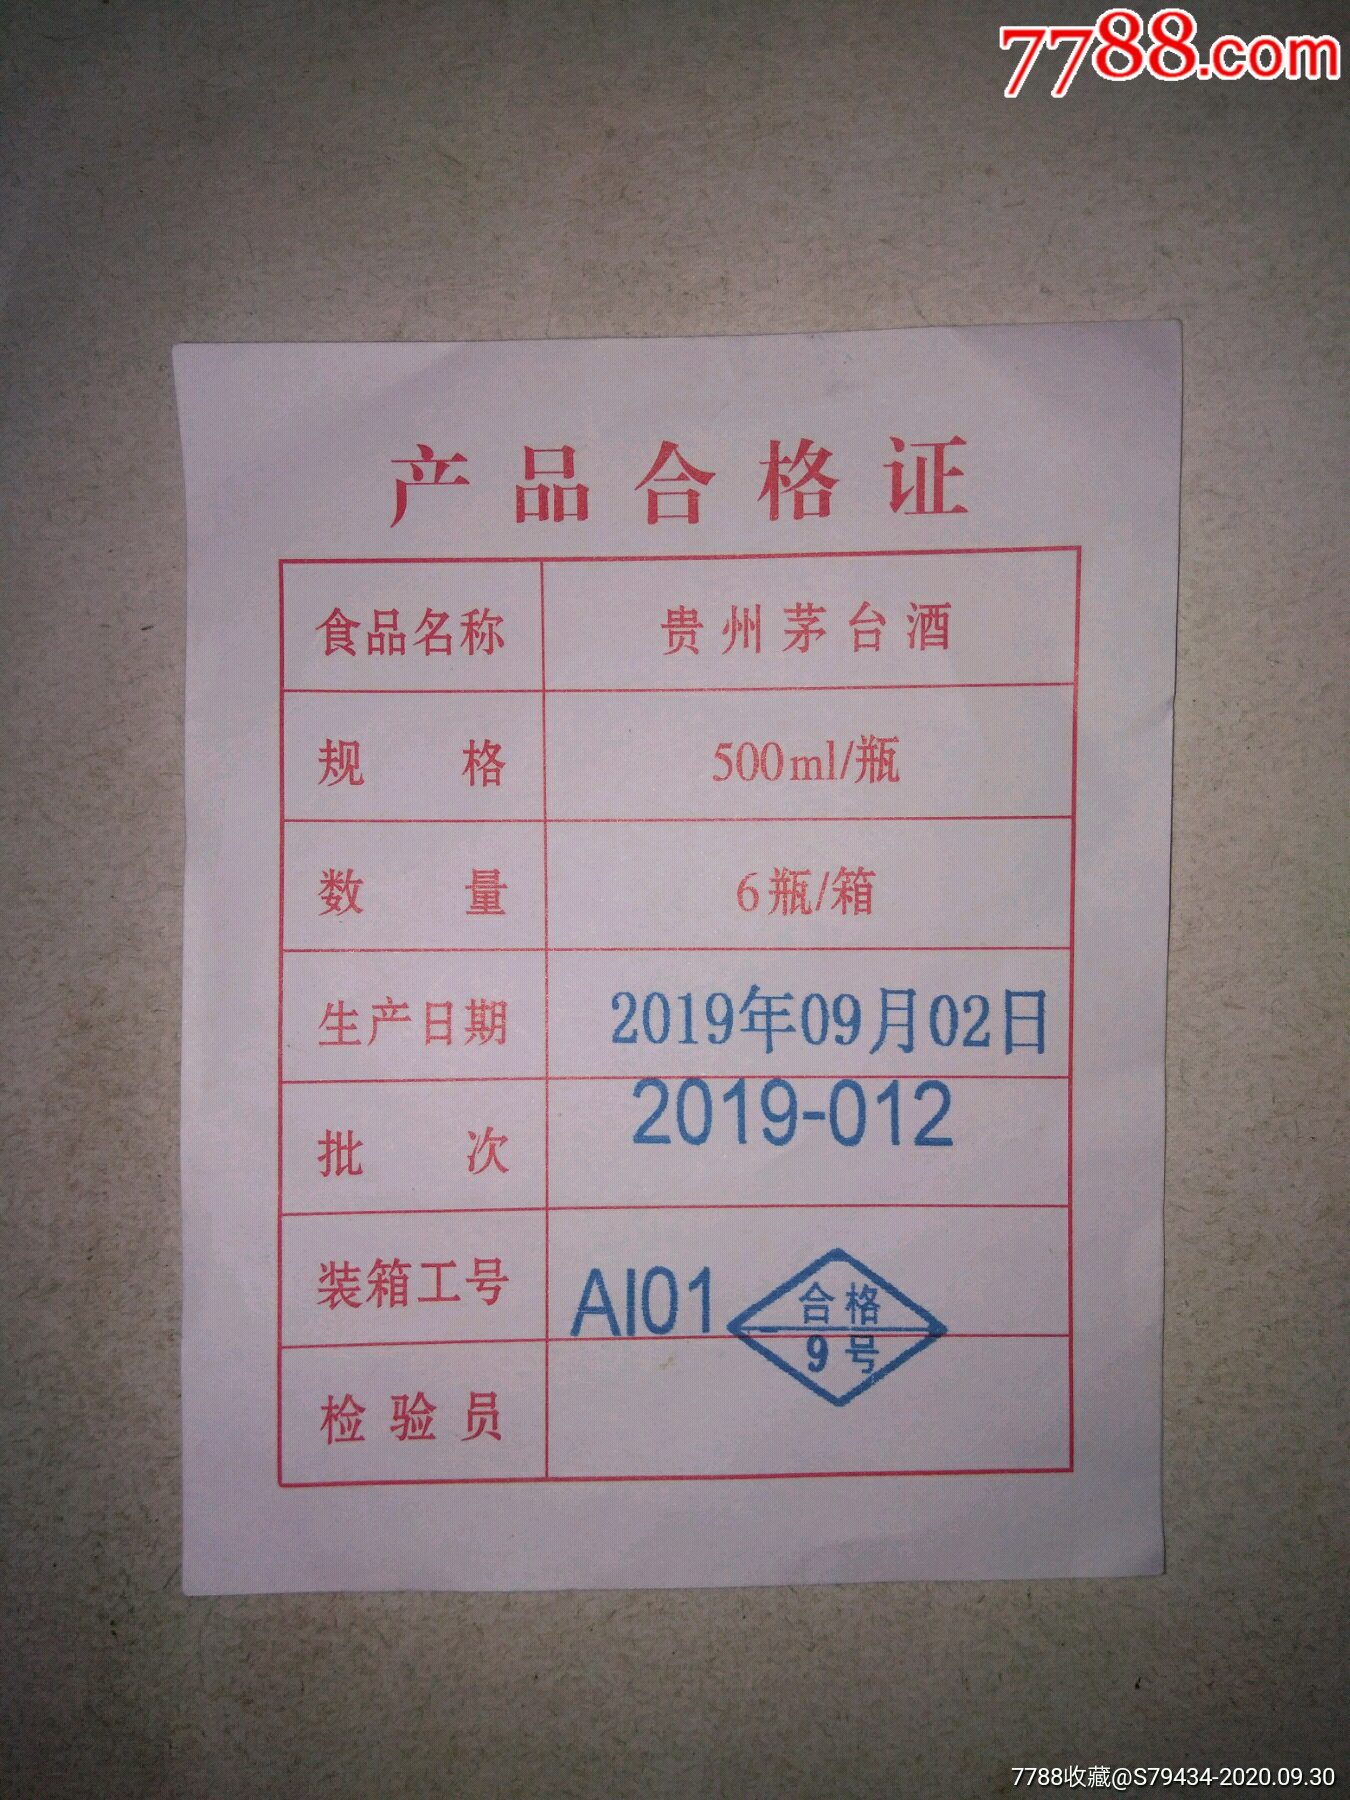 7788.com
产品合格证
食品名称 贵州茅台酒
规格 500ml/瓶
数量 6瓶/箱
生产日期 2019年09月02日
批次 2019-012
装箱工号 AI01 合格
9号
检验员
7788收藏@S79434-2020.09.30